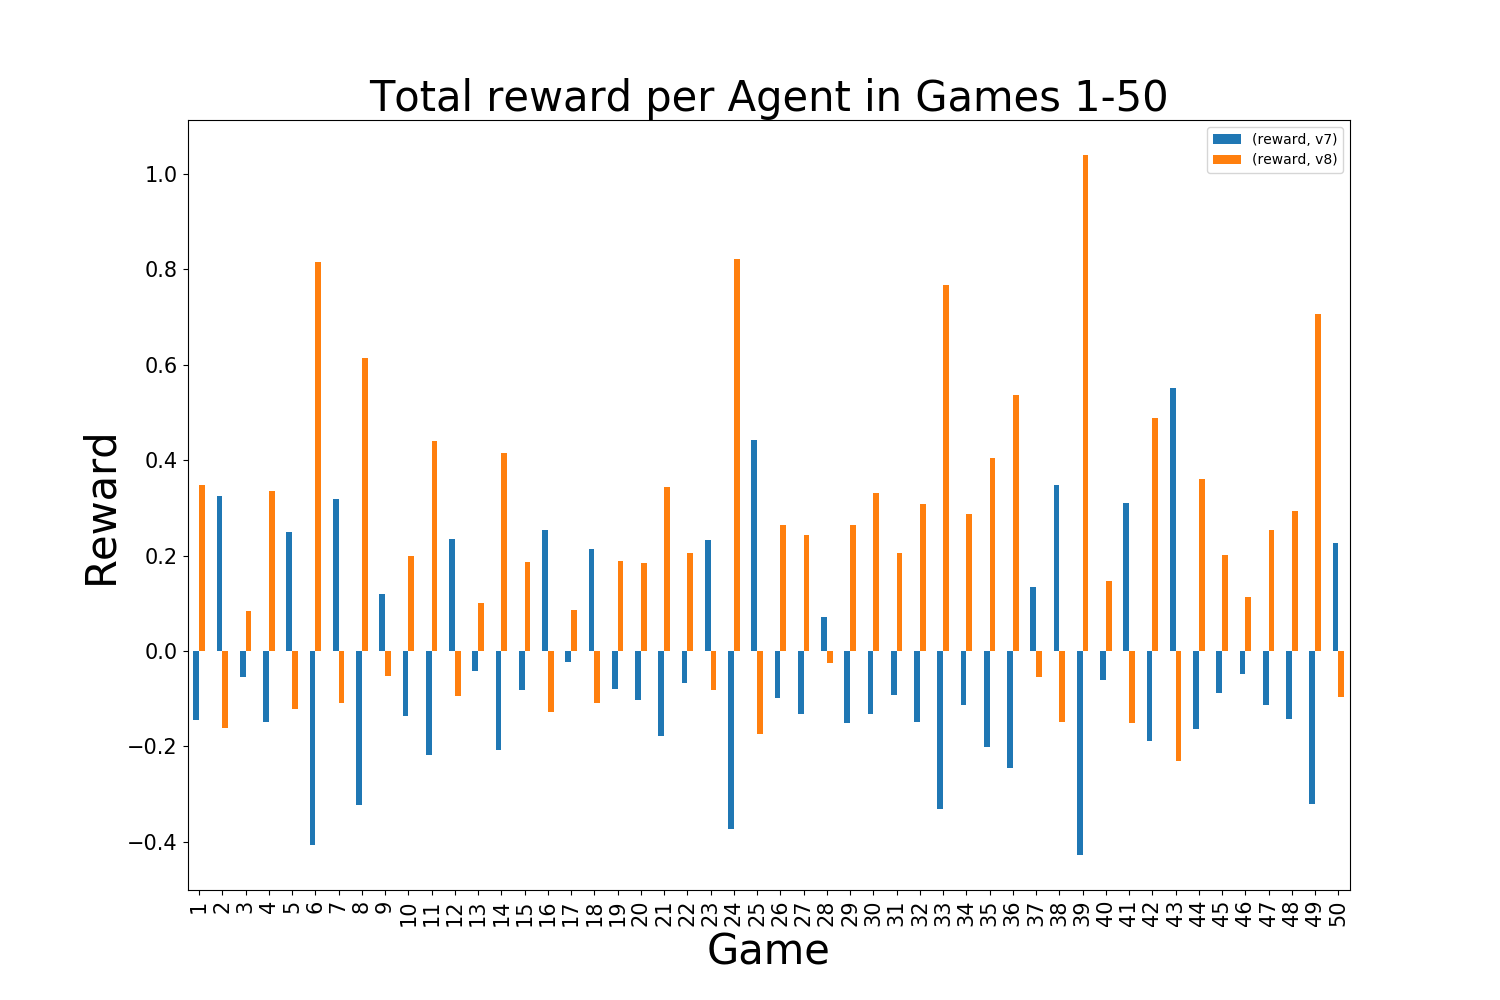 Total reward per Agent in Games 1-50
(reward, v7)
(reward, v8)
1.0
0.8
0.6
0.4
0.2
0.0
−0.2
−0.4
Reward
1 2 3 4 5 6 7 8 9 10 11 12 13 14 15 16 17 18 19 20 21 22 23 24 25 26 27 28 29 30 31 32 33 34 35 36 37 38 39 40 41 42 43 44 45 46 47 48 49 50
Game